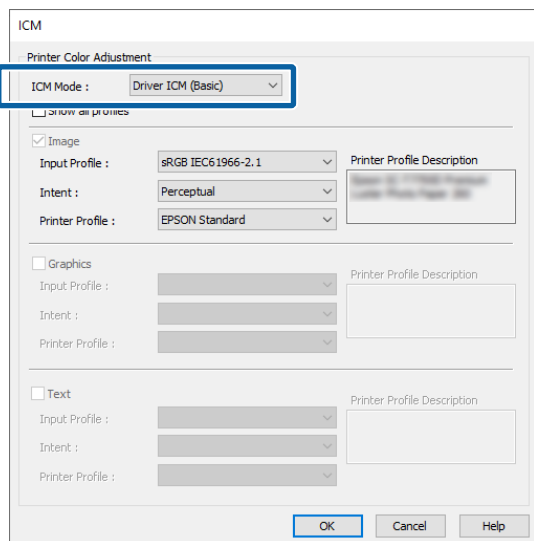 ICM
Printer Color Adjustment
ICM Mode : Driver ICM (Basic)
Show all profiles
Image
Input Profile : sRGB IEC61966-2.1 Printer Profile Description
Intent : Perceptual
Printer Profile : EPSON Standard
Graphics
Input Profile : Printer Profile Description
Intent :
Printer Profile :
Text
Input Profile : Printer Profile Description
Intent :
Printer Profile :
OK Cancel Help